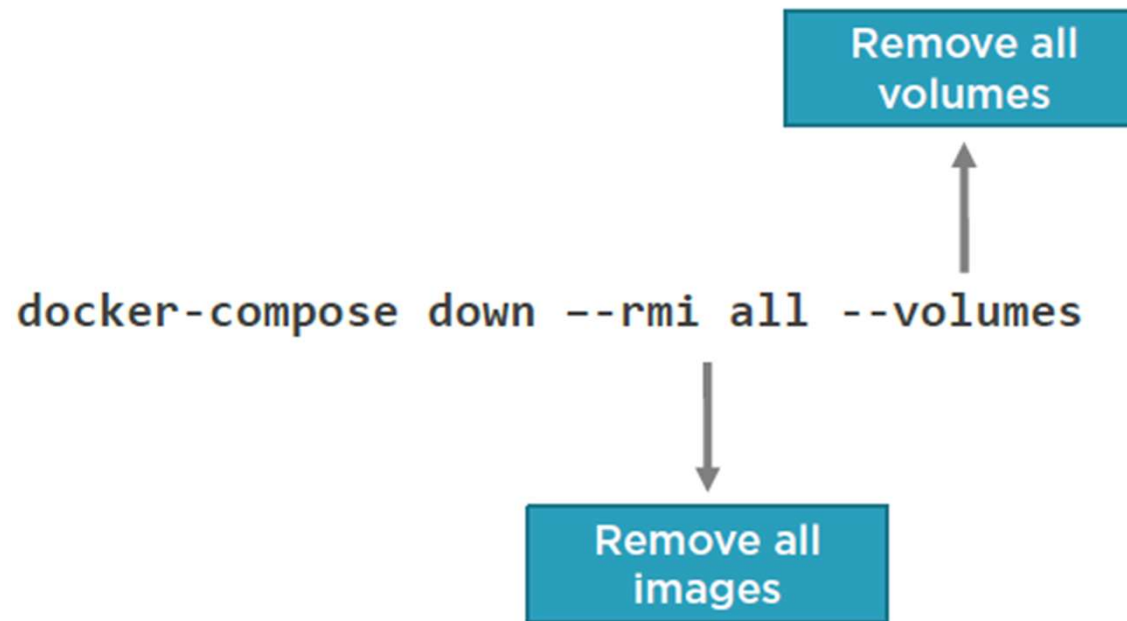 Remove all
volumes
docker-compose down –-rmi all --volumes
Remove all
images